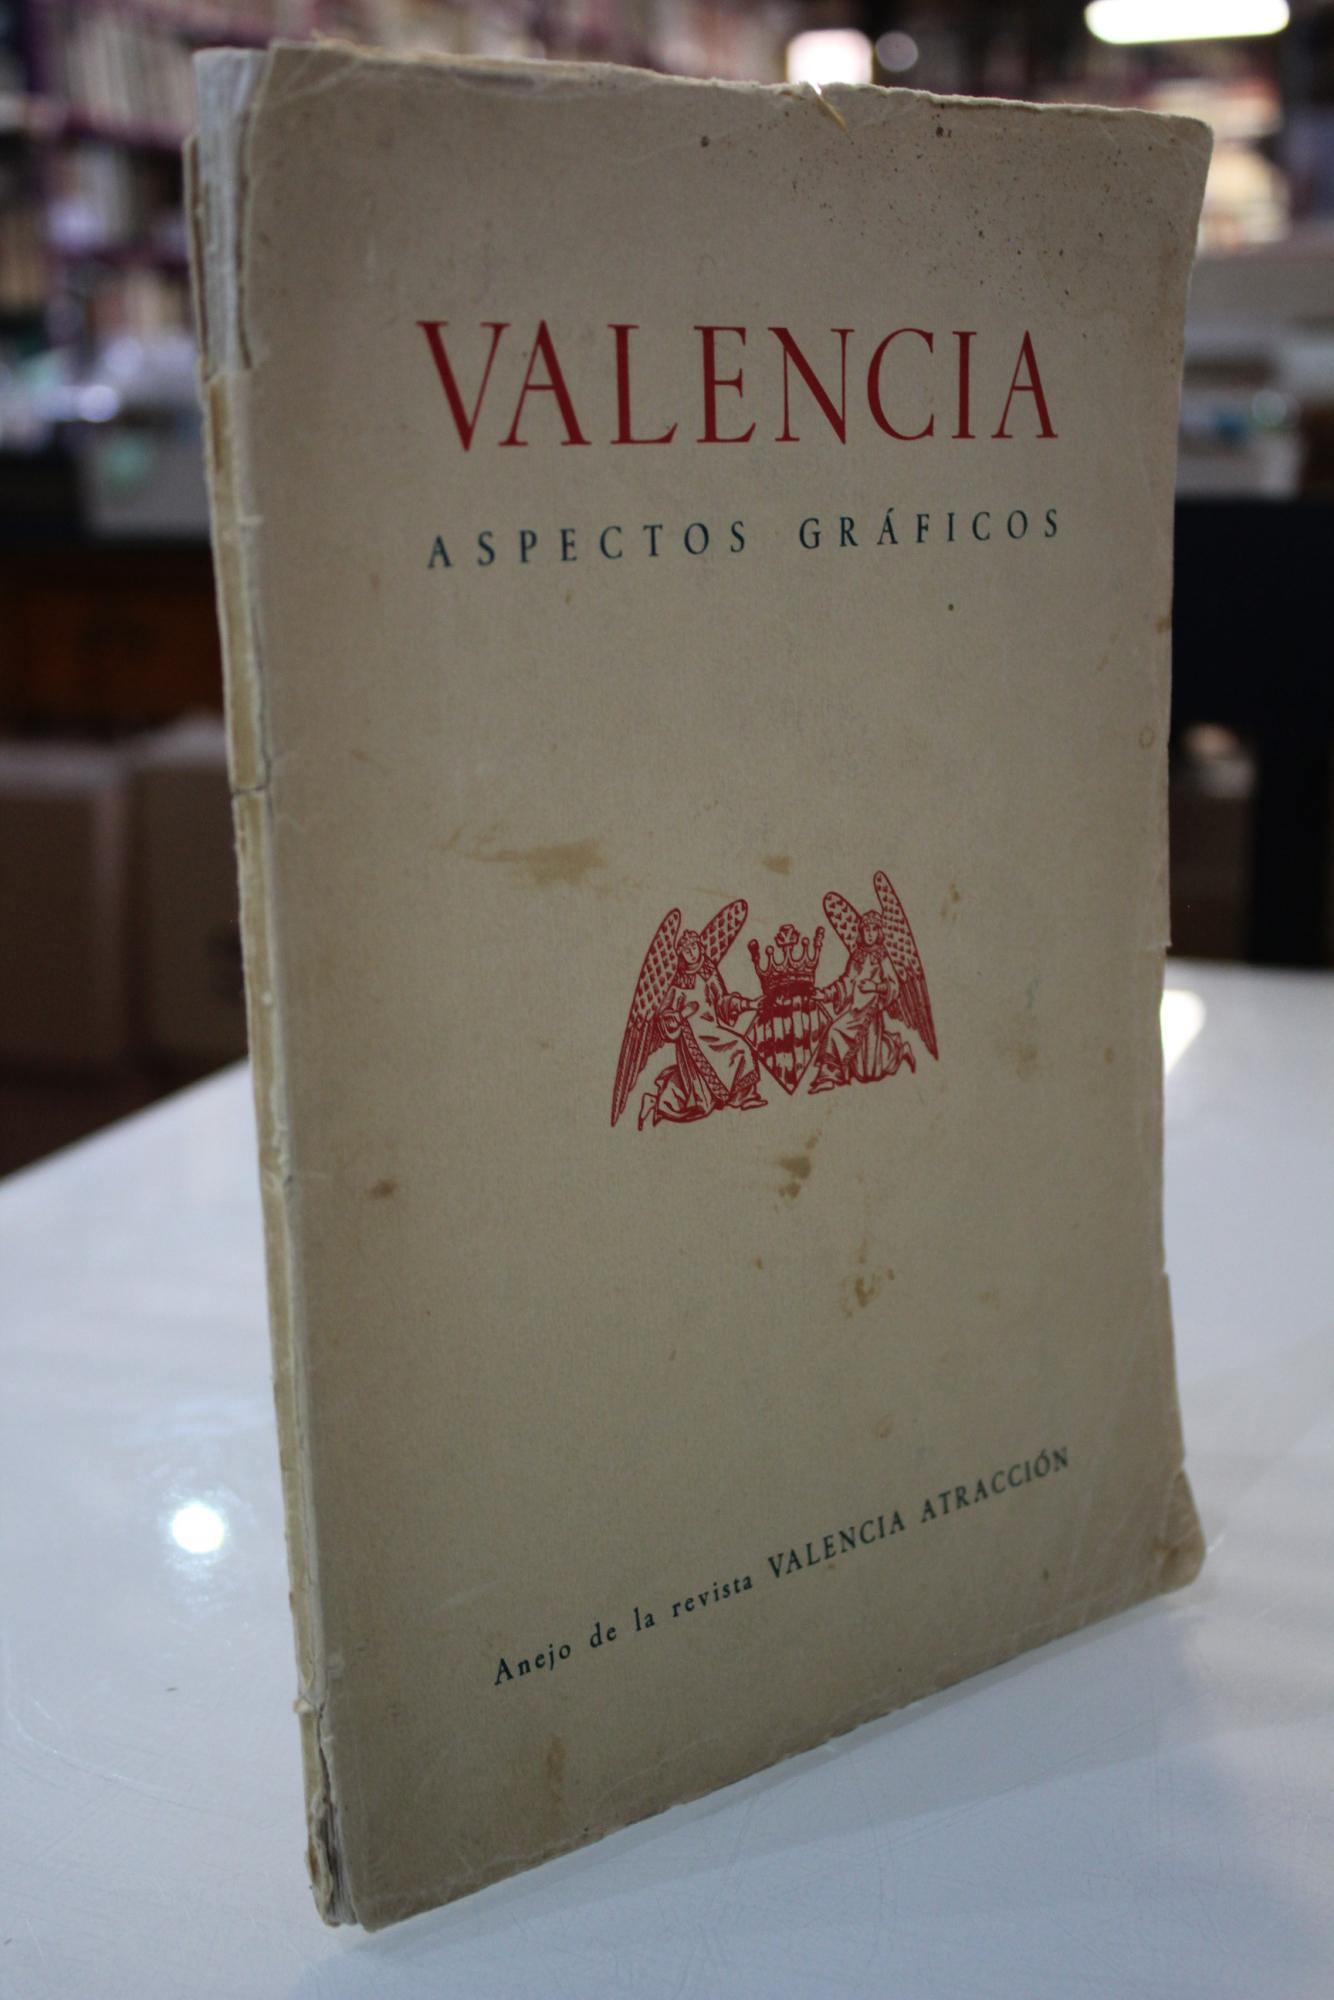 VALENCIA
ASPECTOS GRÁFICOS
Anejo de la revista VALENCIA ATRACCIÓN